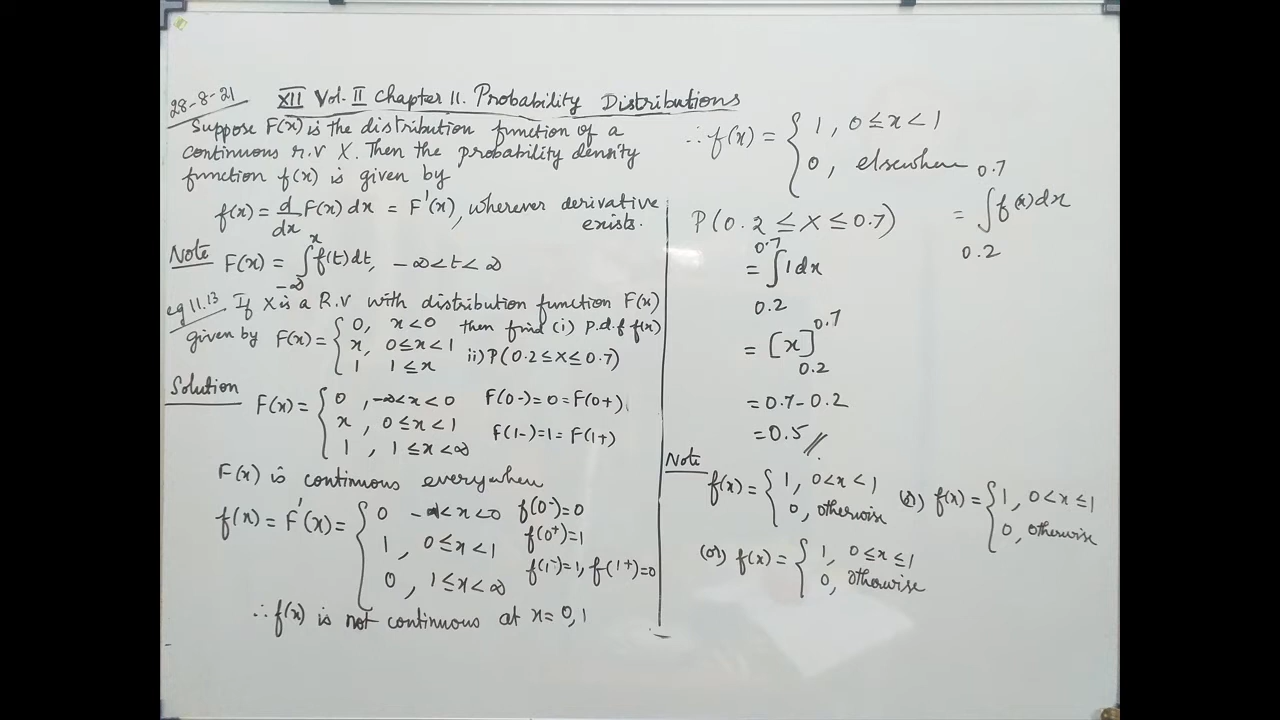 28-8-21 XII Vol. II Chapter 11. Probability Distributions
Suppose F(x) is the distribution function of a
continuous r.v X. Then the probability density
function f(x) is given by
f(x) = d/dx F(x) dx = F'(x), wherever derivative
exists.
Note F(x) = ∫_{-∞}^{x} f(t) dt, -∞ < t < ∞
eg 11.13. If X is a R.V with distribution function F(x)
given by F(x) = { 0, x < 0 then find (i) p.d.f f(x)
x, 0 ≤ x < 1 ii) P(0.2 ≤ X ≤ 0.7)
1 1 ≤ x
Solution
F(x) = { 0 , -∞ < x < 0 F(0-) = 0 = F(0+)
x , 0 ≤ x < 1
F(1-) = 1 = F(1+)
1 , 1 ≤ x < ∞
F(x) is continuous everywhere
f(x) = F'(x) = { 0 -∞ < x < 0 f(0⁻) = 0
f(0⁺) = 1
1 , 0 ≤ x < 1
f(1⁻) = 1, f(1⁺) = 0
0 , 1 ≤ x < ∞
∴ f(x) is not continuous at x = 0, 1
∴ f(x) = { 1 , 0 ≤ x < 1
0 , elsewhere
P(0.2 ≤ X ≤ 0.7) = ∫_{0.2}^{0.7} f(x) dx
= ∫_{0.2}^{0.7} 1 dx
= [x]_{0.2}^{0.7}
= 0.7 - 0.2
= 0.5 //.
Note
f(x) = { 1 , 0 < x < 1 (or) f(x) = { 1 , 0 < x ≤ 1
0 , otherwise 0 , otherwise
(or) f(x) = { 1 , 0 ≤ x ≤ 1
0 , otherwise